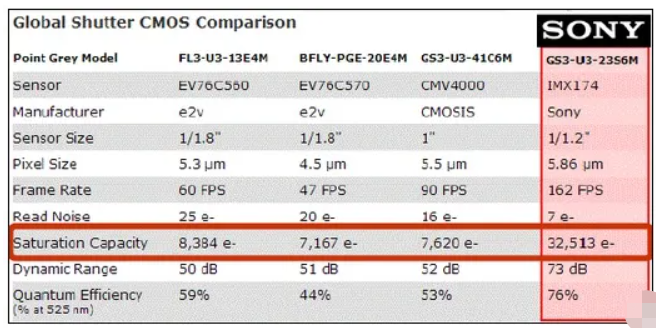 Global Shutter CMOS Comparison
SONY
Point Grey Model FL3-U3-13E4M BFLY-PGE-20E4M GS3-U3-41C6M GS3-U3-23S6M
Sensor EV76C560 EV76C570 CMV4000 IMX174
Manufacturer e2v e2v CMOSIS Sony
Sensor Size 1/1.8" 1/1.8" 1" 1/1.2"
Pixel Size 5.3 µm 4.5 µm 5.5 µm 5.86 µm
Frame Rate 60 FPS 47 FPS 90 FPS 162 FPS
Read Noise 25 e- 20 e- 16 e- 7 e-
Saturation Capacity 8,384 e- 7,167 e- 7,620 e- 32,513 e-
Dynamic Range 50 dB 51 dB 52 dB 73 dB
Quantum Efficiency 59% 44% 53% 76%
(% at 525 nm)